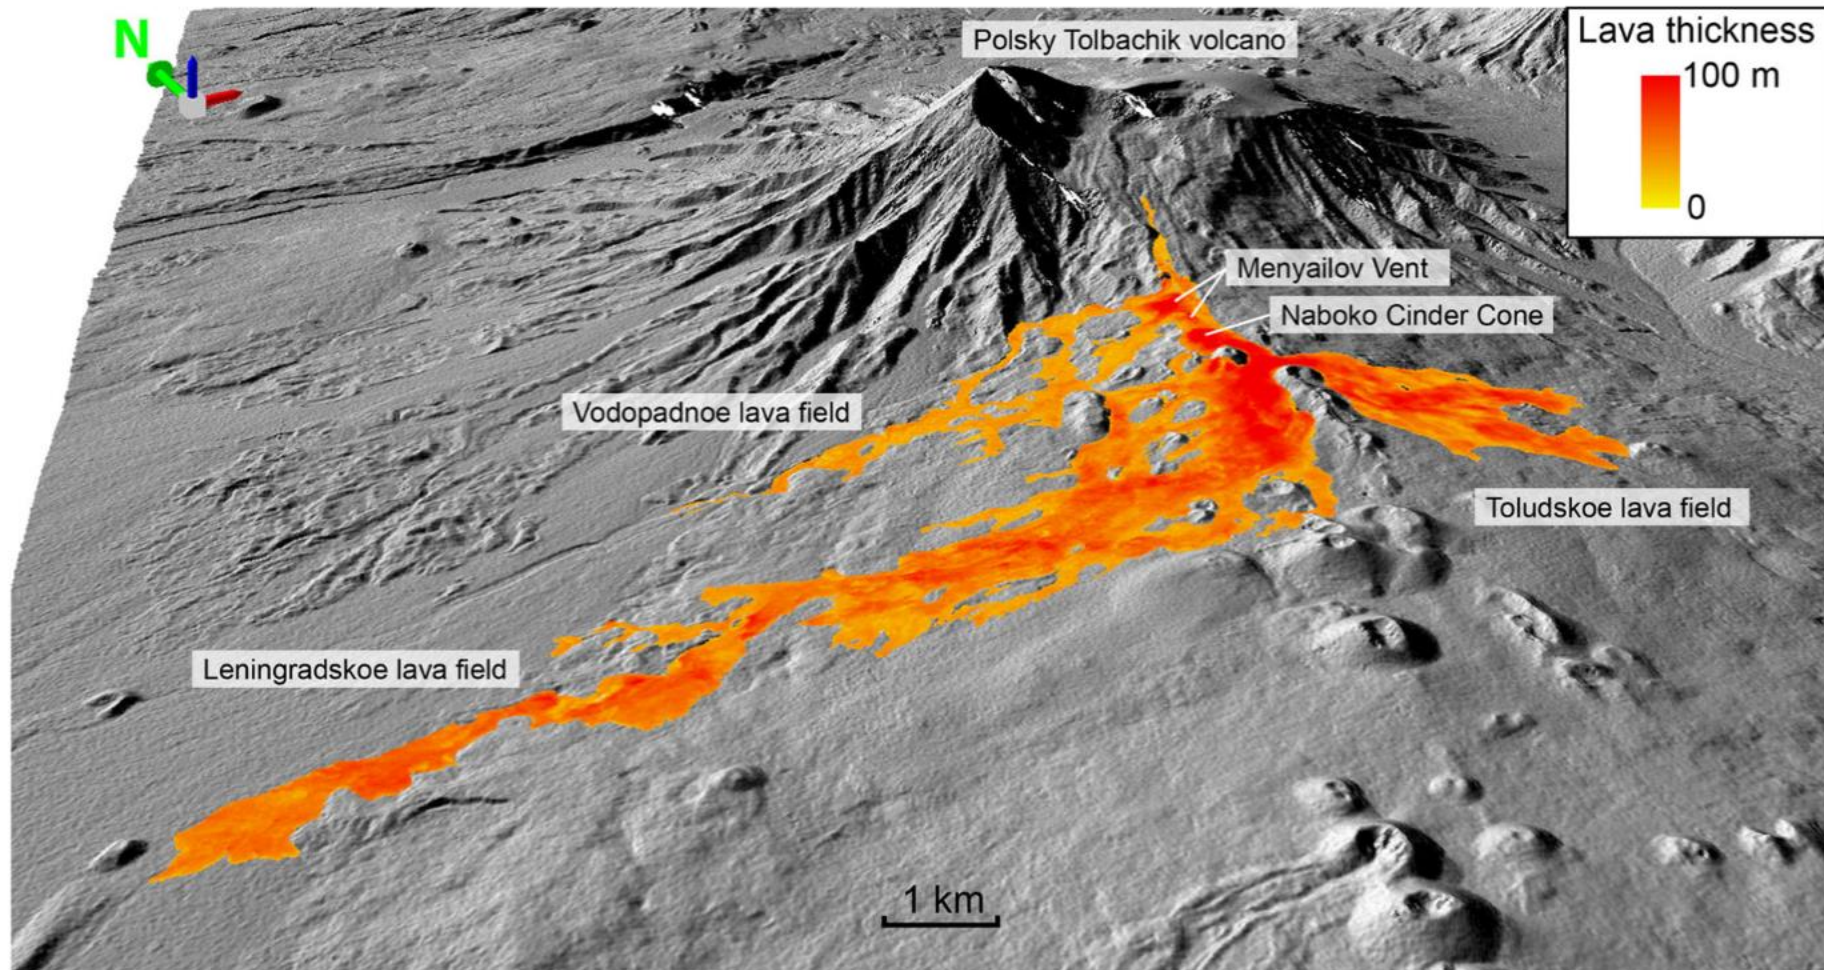 N
Polsky Tolbachik volcano
Lava thickness
100 m
0
Menyailov Vent
Naboko Cinder Cone
Vodopadnoe lava field
Toludskoe lava field
Leningradskoe lava field
1 km